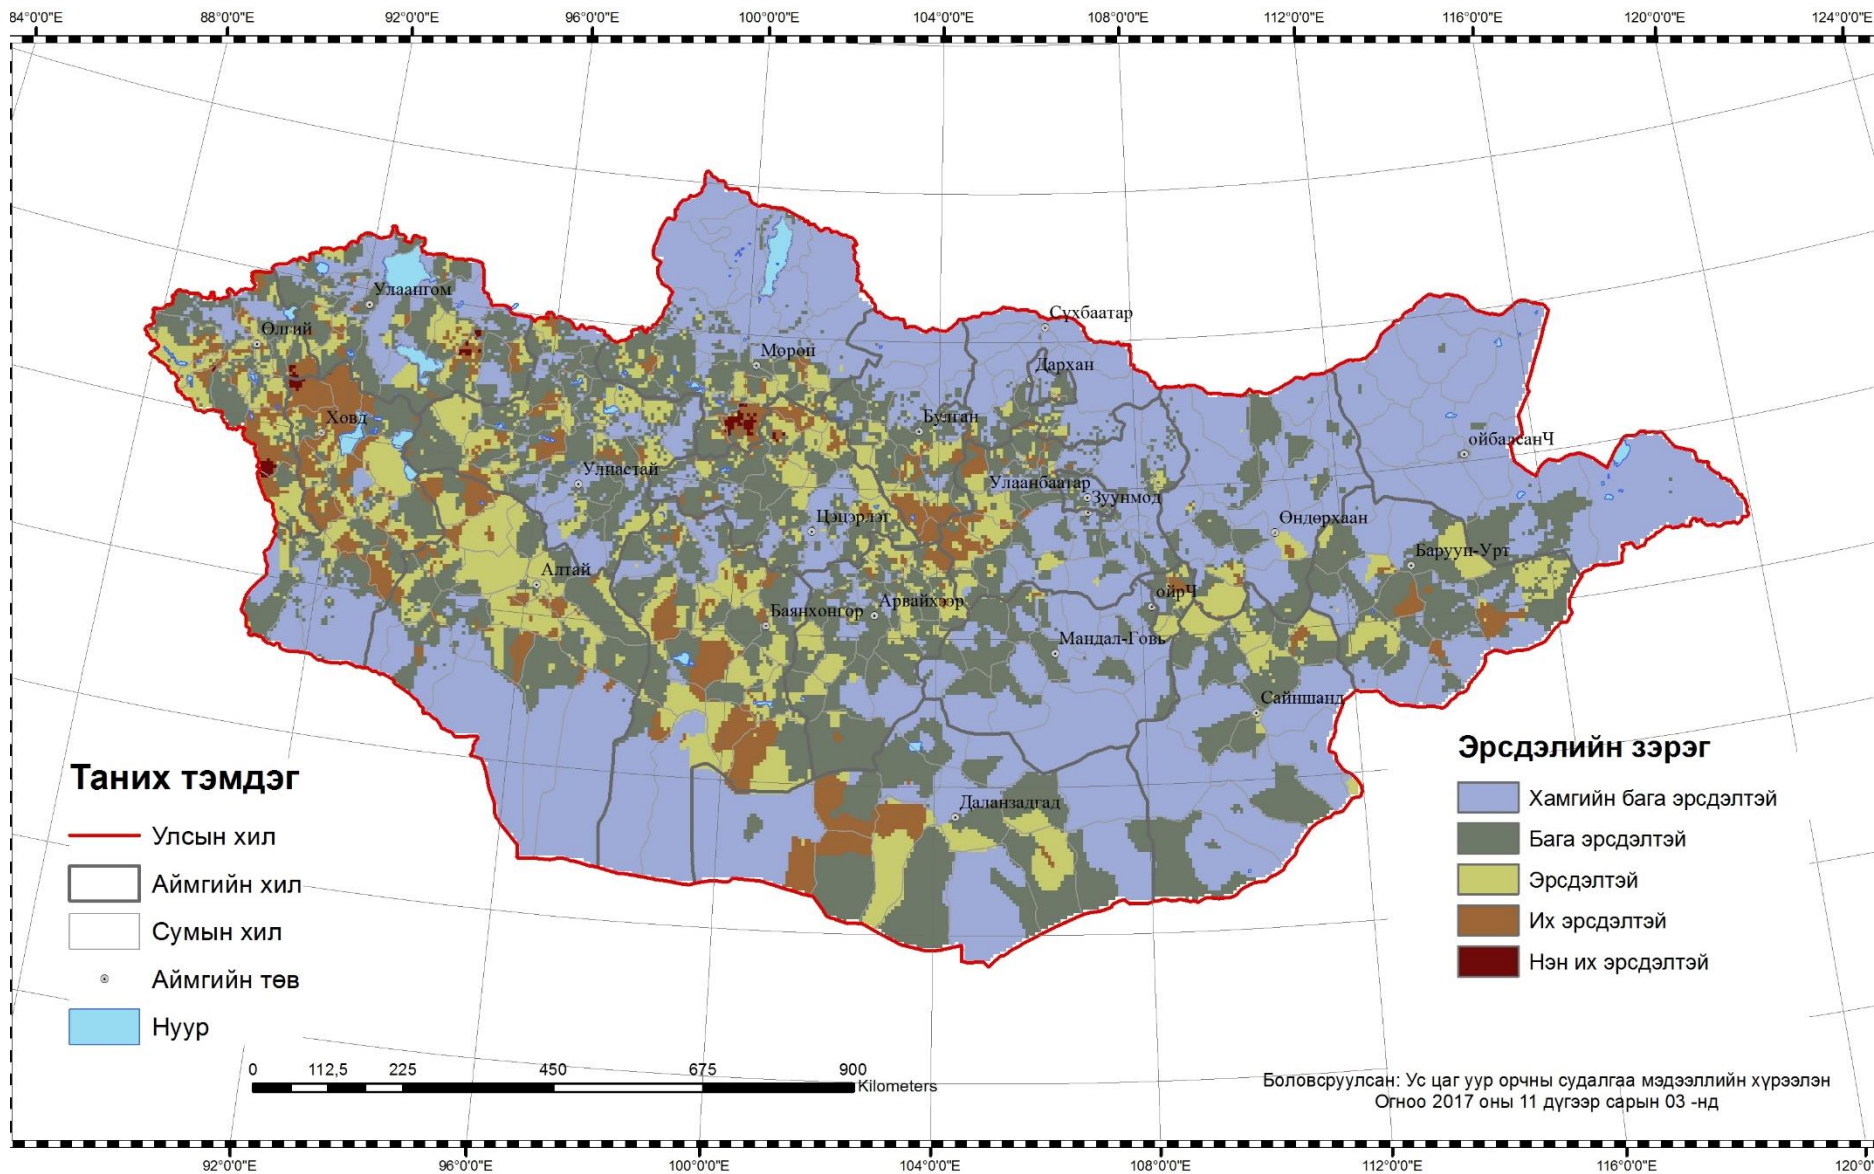 84°0'0"E 88°0'0"E 92°0'0"E 96°0'0"E 100°0'0"E 104°0'0"E 108°0'0"E 112°0'0"E 116°0'0"E 120°0'0"E 124°0'0"E
Улаангом
Өлгий
Сүхбаатар
Мороп
Дархан
Ховд
Булган
ойбалсанЧ
Улиастай
Улаанбаатар
Зуунмод
Цэцэрлэг
Өндөрхаан
Баруун-Урт
Алтай
Баянхонгор
Арвайхээр
ойрЧ
Мандал-Говь
Сайншанд
Даланзадгад
Таних тэмдэг
Улсын хил
Аймгийн хил
Сумын хил
Аймгийн төв
Нуур
Эрсдэлийн зэрэг
Хамгийн бага эрсдэлтэй
Бага эрсдэлтэй
Эрсдэлтэй
Их эрсдэлтэй
Нэн их эрсдэлтэй
0 112,5 225 450 675 900
Kilometers
Боловсруулсан: Ус цаг уур орчны судалгаа мэдээллийн хүрээлэн
Огноо 2017 оны 11 дүгээр сарын 03 -нд
92°0'0"E 96°0'0"E 100°0'0"E 104°0'0"E 108°0'0"E 112°0'0"E 116°0'0"E 120°0'